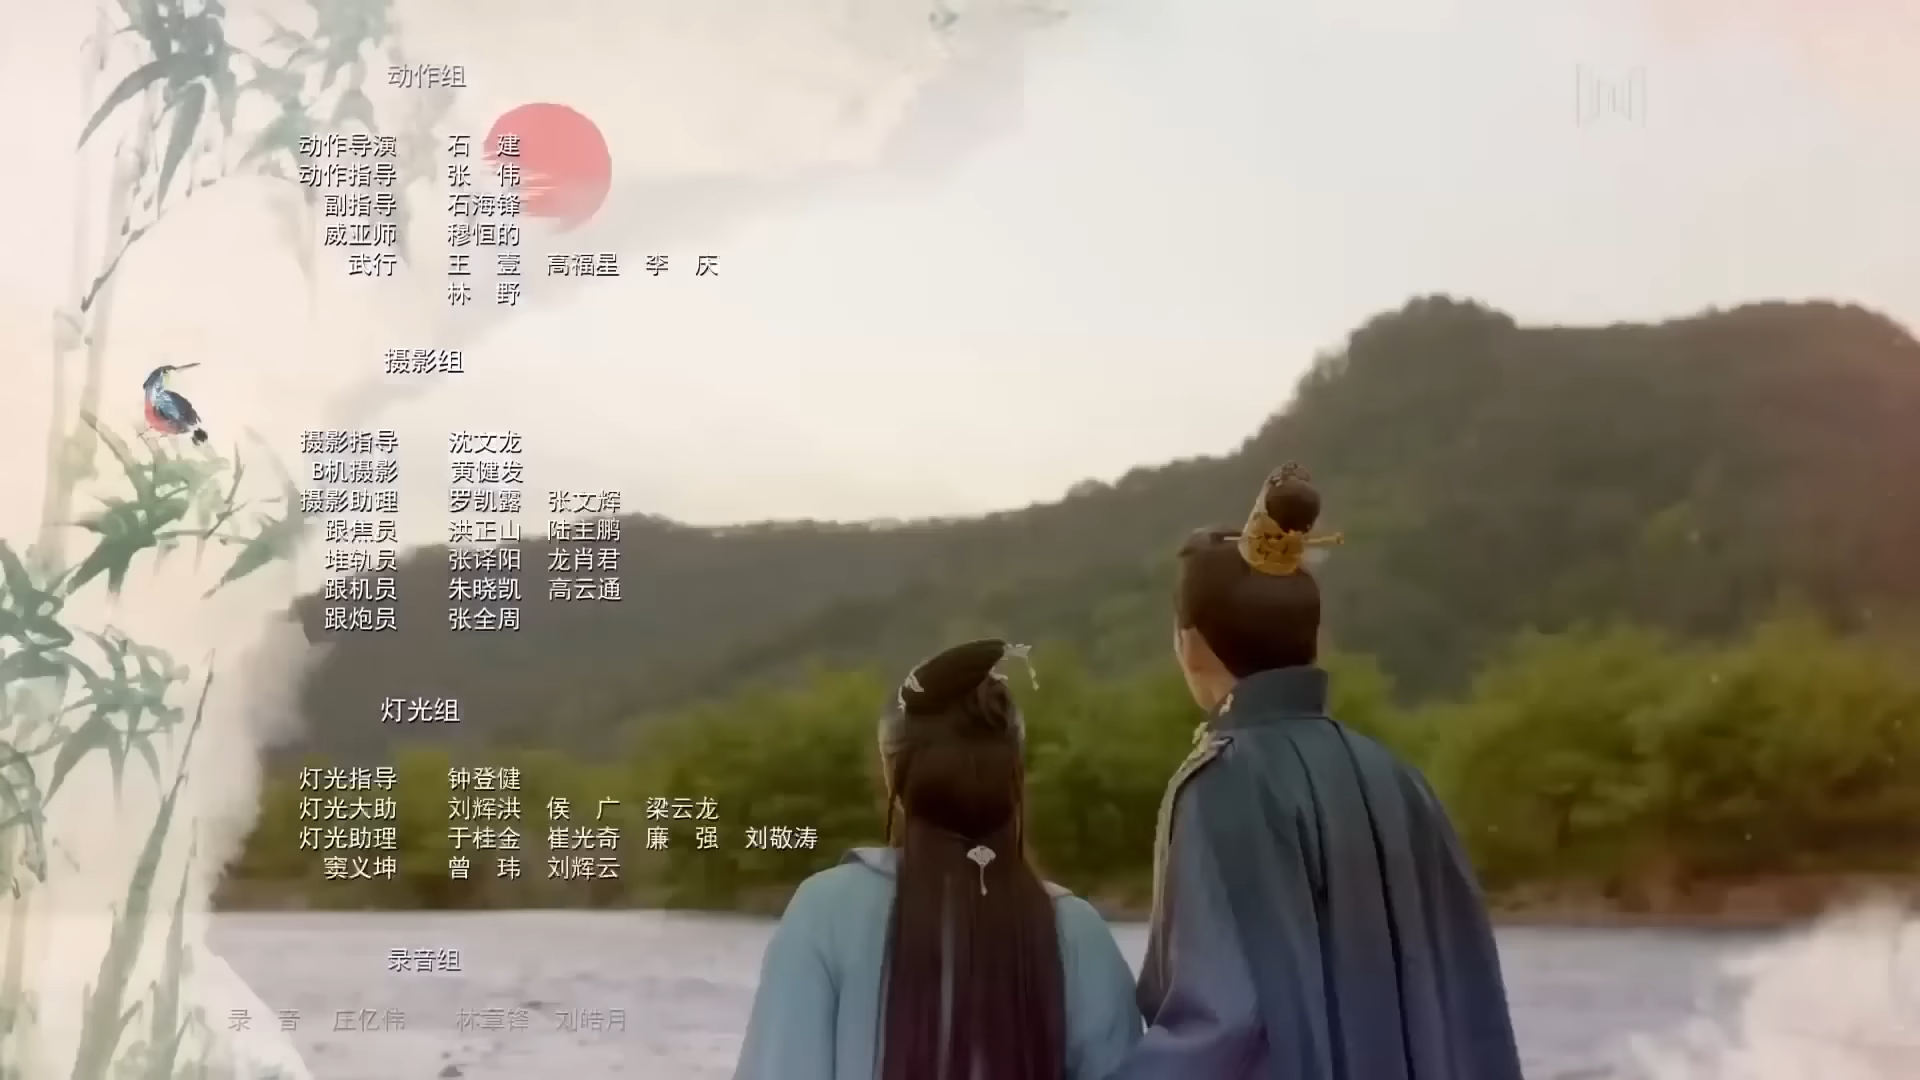 动作组
动作导演 石 建
动作指导 张 伟
副指导 石海锋
威亚师 穆恒的
武行 王 壹 高福星 李 庆
林 野
摄影组
摄影指导 沈文龙
B机摄影 黄健发
摄影助理 罗凯露 张文辉
跟焦员 洪正山 陆主鹏
堆轨员 张译阳 龙肖君
跟机员 朱晓凯 高云通
跟炮员 张全周
灯光组
灯光指导 钟登健
灯光大助 刘辉洪 侯 广 梁云龙
灯光助理 于桂金 崔光奇 廉 强 刘敬涛
窦义坤 曾 玮 刘辉云
录音组
录 音 庄亿伟 林章锋 刘皓月